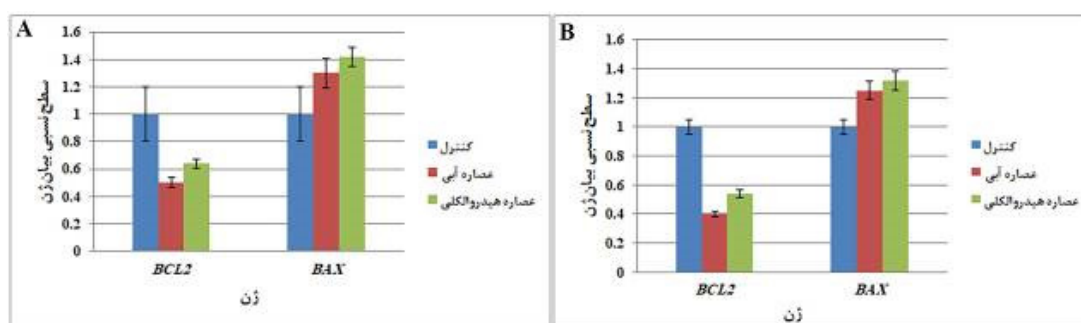 A
سطح نسبی بیان ژن
1.6
1.4
1.2
1
0.8
0.6
0.4
0.2
0
BCL2 BAX
ژن
کنترل
عصاره آبی
عصاره هیدروالکلی
B
سطح نسبی بیان ژن
1.6
1.4
1.2
1
0.8
0.6
0.4
0.2
0
BCL2 BAX
ژن
کنترل
عصاره آبی
عصاره هیدروالکلی